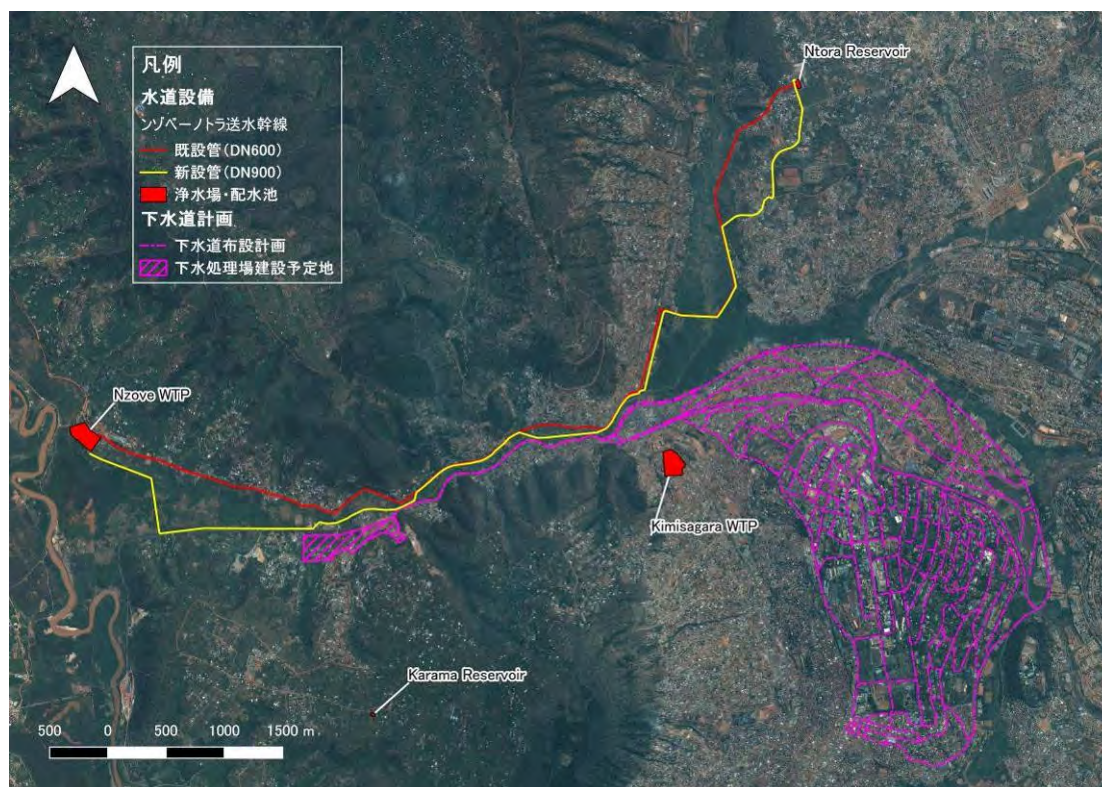 凡例
水道設備
ンゾベーノトラ送水幹線
既設管(DN600)
新設管(DN900)
浄水場・配水池
下水道計画
下水道布設計画
下水処理場建設予定地
Ntora Reservoir
Nzove WTP
Kimisagara WTP
Karama Reservoir
500 0 500 1000 1500 m